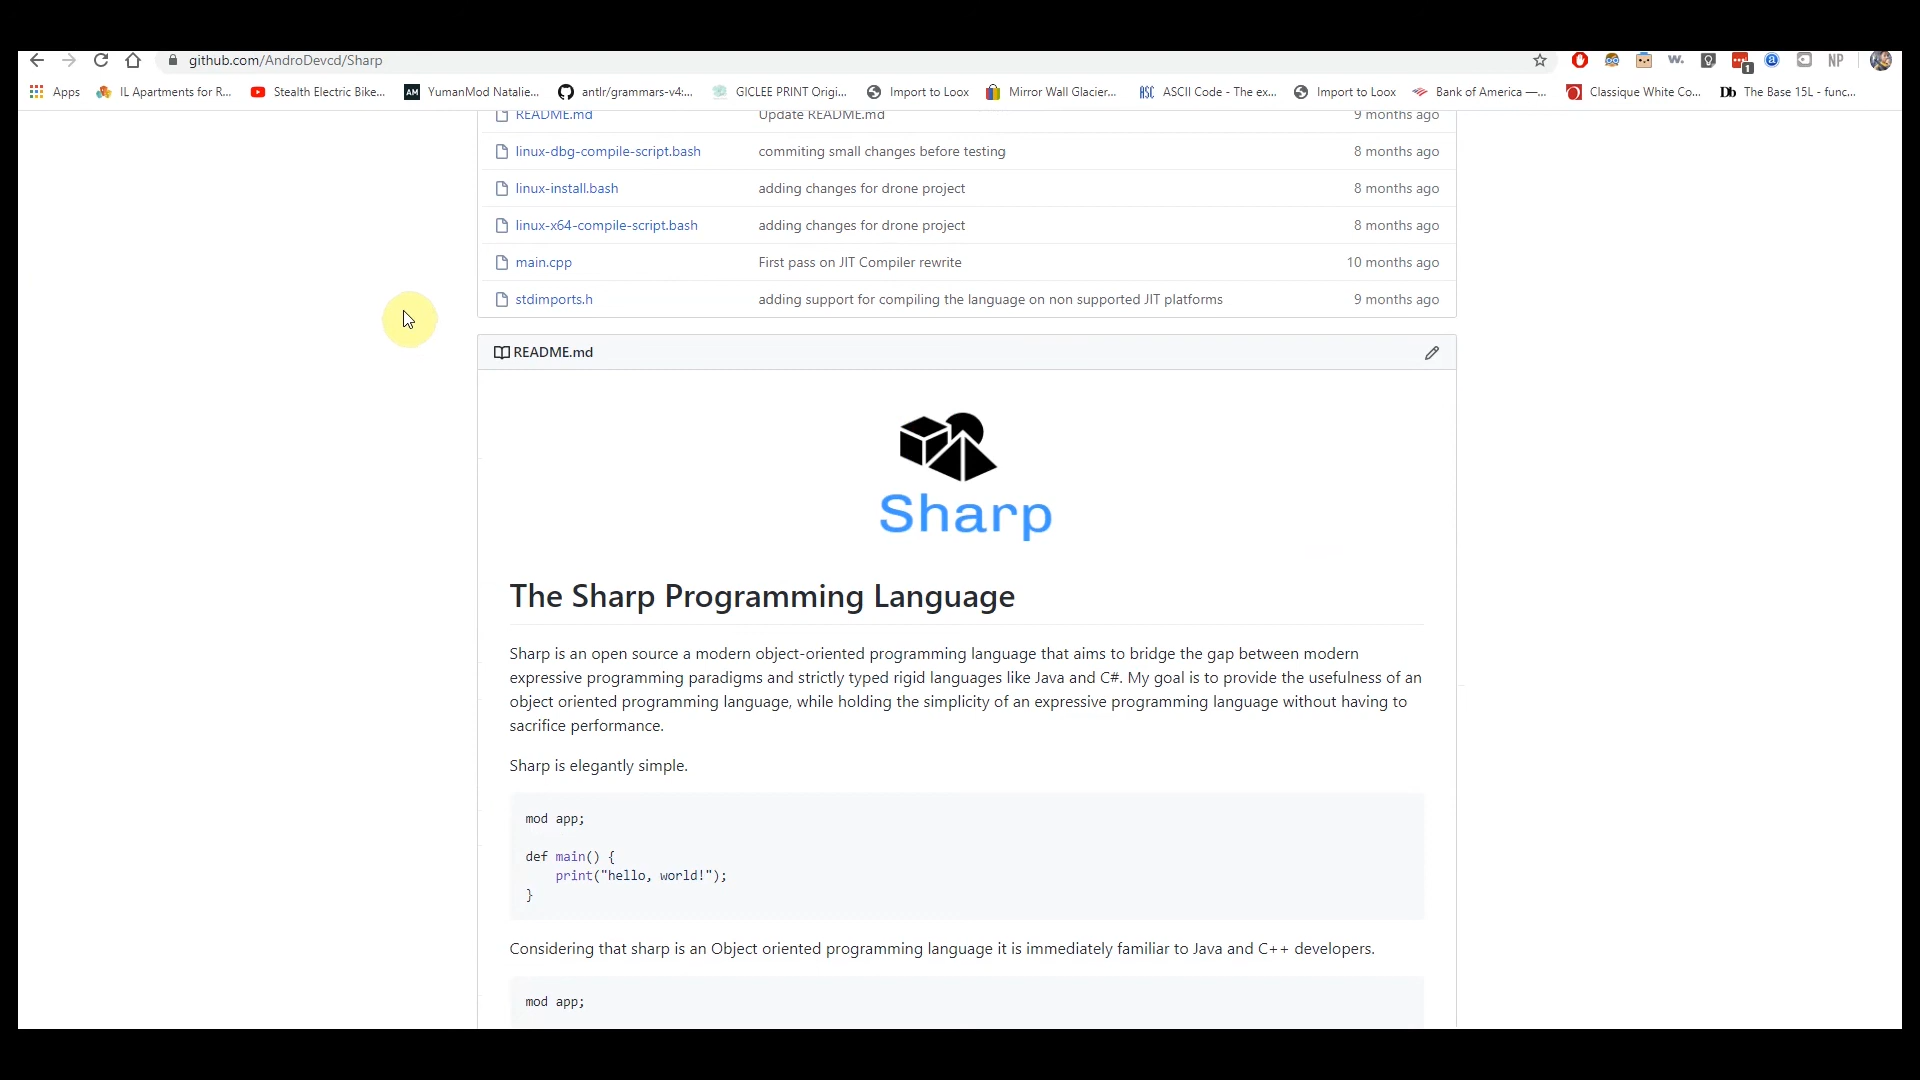 github.com/AndroDevcd/Sharp
NP
1
Apps IL Apartments for R... Stealth Electric Bike... AM YumanMod Natalie... antlr/grammars-v4:... GICLEE PRINT Origi... Import to Loox Mirror Wall Glacier... ASC ASCII Code - The ex... Import to Loox Bank of America —... Classique White Co... Db The Base 15L - func...
README.md Update README.md 9 months ago
linux-dbg-compile-script.bash commiting small changes before testing 8 months ago
linux-install.bash adding changes for drone project 8 months ago
linux-x64-compile-script.bash adding changes for drone project 8 months ago
main.cpp First pass on JIT Compiler rewrite 10 months ago
stdimports.h adding support for compiling the language on non supported JIT platforms 9 months ago
README.md
Sharp
The Sharp Programming Language
Sharp is an open source a modern object-oriented programming language that aims to bridge the gap between modern
expressive programming paradigms and strictly typed rigid languages like Java and C#. My goal is to provide the usefulness of an
object oriented programming language, while holding the simplicity of an expressive programming language without having to
sacrifice performance.
Sharp is elegantly simple.
mod app;
def main() {
print("hello, world!");
}
Considering that sharp is an Object oriented programming language it is immediately familiar to Java and C++ developers.
mod app;